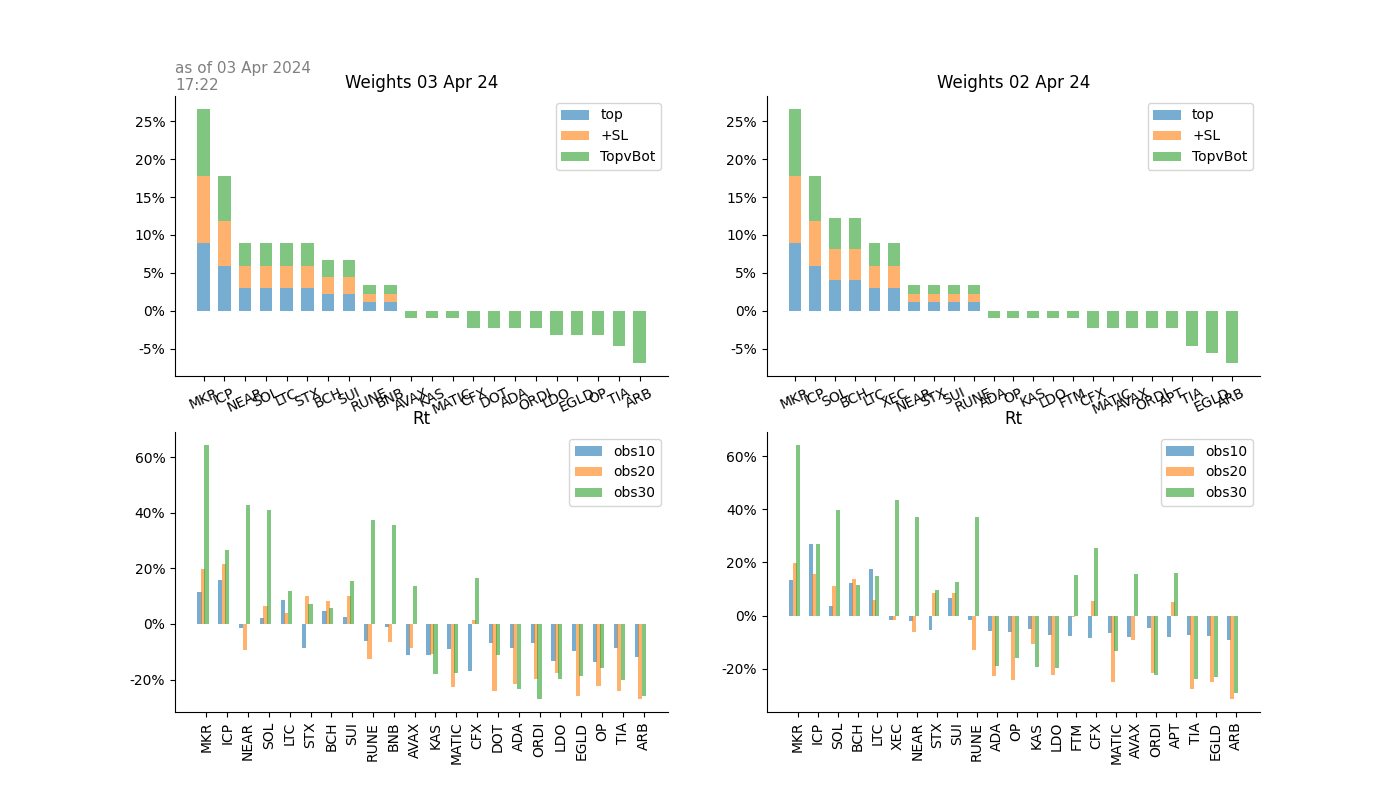 as of 03 Apr 2024
17:22
Weights 03 Apr 24
25%
20%
15%
10%
5%
0%
-5%
top
+SL
TopvBot
MKR ICP NEAR SOL LTC STX BCH SUI RUNE BNB AVAX KAS MATIC CFX DOT ADA ORDI LDO EGLD OP TIA ARB
Weights 02 Apr 24
25%
20%
15%
10%
5%
0%
-5%
top
+SL
TopvBot
MKR ICP SOL BCH LTC XEC NEAR STX SUI RUNE ADA OP KAS LDO FTM CFX MATIC AVAX ORDI APT TIA EGLD ARB
Rt
60%
40%
20%
0%
-20%
obs10
obs20
obs30
MKR ICP NEAR SOL LTC STX BCH SUI RUNE BNB AVAX KAS MATIC CFX DOT ADA ORDI LDO EGLD OP TIA ARB
Rt
60%
40%
20%
0%
-20%
obs10
obs20
obs30
MKR ICP SOL BCH LTC XEC NEAR STX SUI RUNE ADA OP KAS LDO FTM CFX MATIC AVAX ORDI APT TIA EGLD ARB